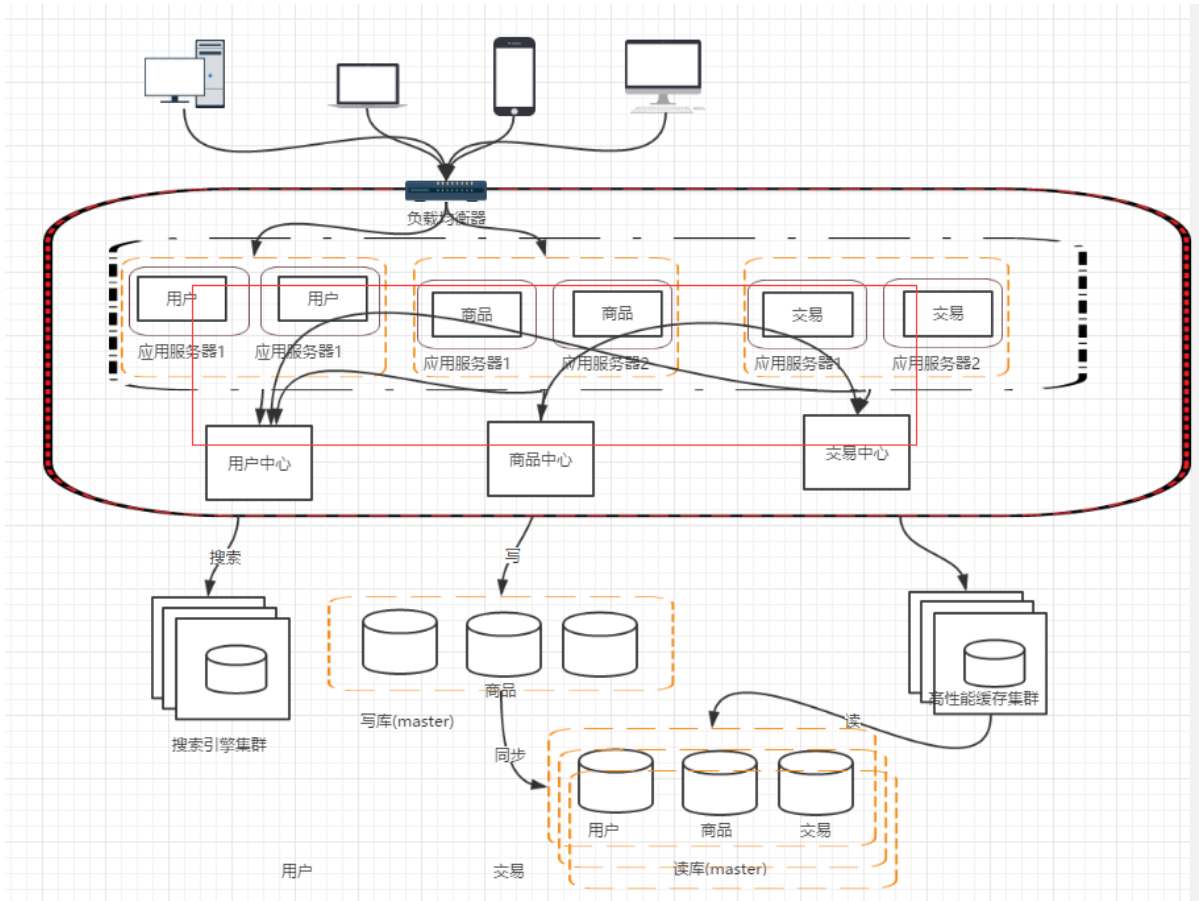 负载均衡器
用户
用户
商品
商品
交易
交易
应用服务器1
应用服务器1
应用服务器1
应用服务器2
应用服务器1
应用服务器2
用户中心
商品中心
交易中心
搜索
写
商品
高性能缓存集群
写库(master)
读
搜索引擎集群
同步
用户
商品
交易
用户
交易
读库(master)